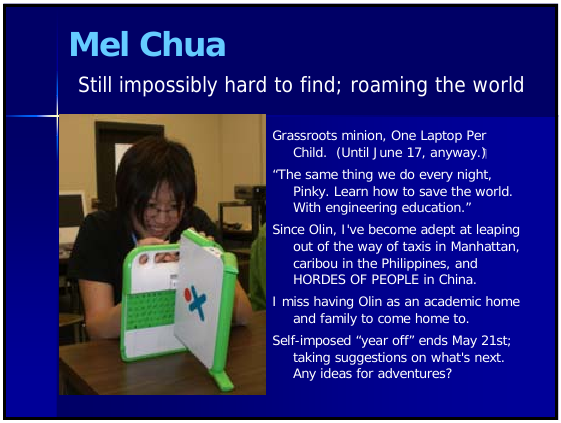 Mel Chua
Still impossibly hard to find; roaming the world
Grassroots minion, One Laptop Per
Child.  (Until June 17, anyway.)
“The same thing we do every night,
Pinky. Learn how to save the world.
With engineering education.”
Since Olin, I've become adept at leaping
out of the way of taxis in Manhattan,
caribou in the Philippines, and
HORDES OF PEOPLE in China.
I miss having Olin as an academic home
and family to come home to.
Self-imposed “year off” ends May 21st;
taking suggestions on what's next.
Any ideas for adventures?